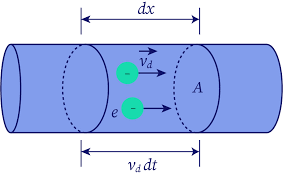 dx
v_d
- A
e -
v_d dt